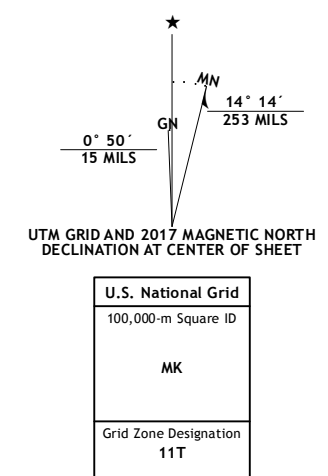 ★
MN
GN
14° 14´
253 MILS
0° 50´
15 MILS
UTM GRID AND 2017 MAGNETIC NORTH
DECLINATION AT CENTER OF SHEET
U.S. National Grid
100,000-m Square ID
MK
Grid Zone Designation
11T